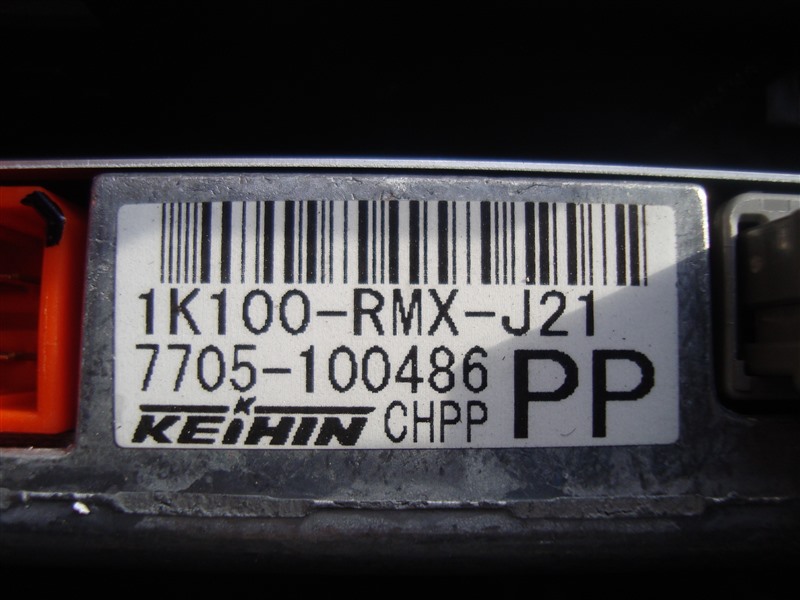 1K100-RMX-J21
7705-100486
KEIHIN CHPP PP